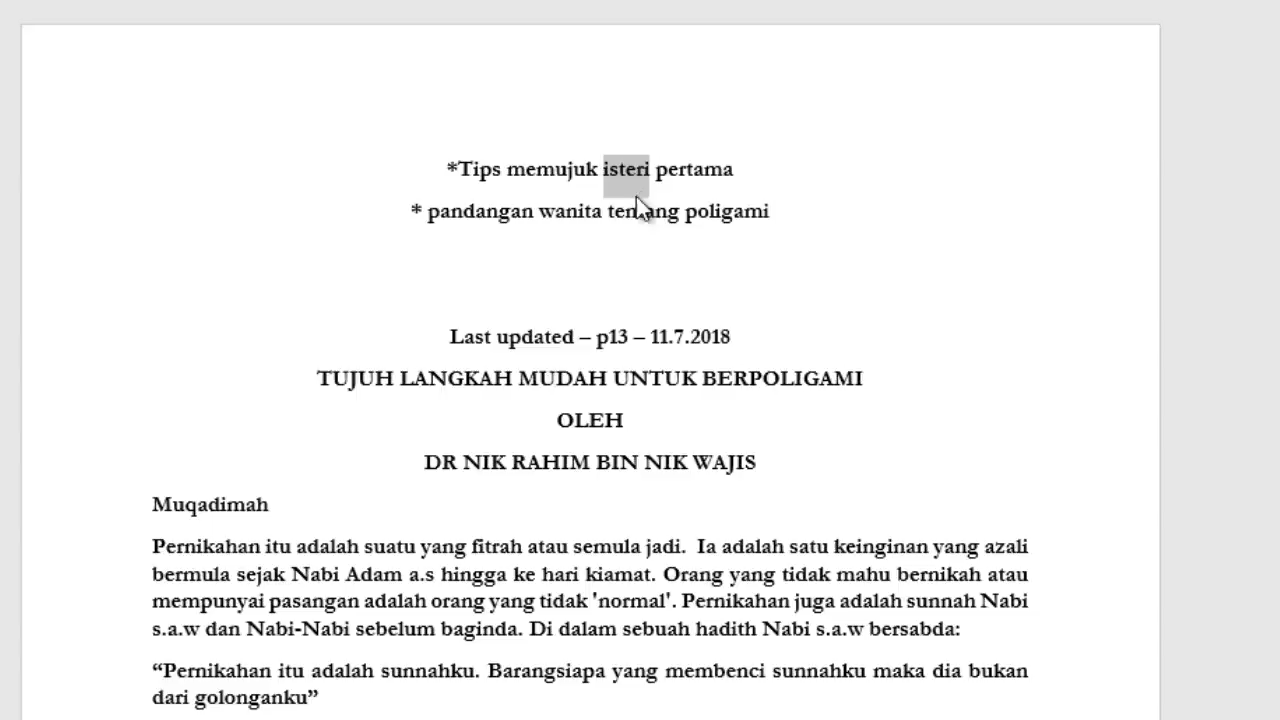 *Tips memujuk isteri pertama
* pandangan wanita tentang poligami
Last updated – p13 – 11.7.2018
TUJUH LANGKAH MUDAH UNTUK BERPOLIGAMI
OLEH
DR NIK RAHIM BIN NIK WAJIS
Muqadimah
Pernikahan itu adalah suatu yang fitrah atau semula jadi.  Ia adalah satu keinginan yang azali
bermula sejak Nabi Adam a.s hingga ke hari kiamat. Orang yang tidak mahu bernikah atau
mempunyai pasangan adalah orang yang tidak 'normal'. Pernikahan juga adalah sunnah Nabi
s.a.w dan Nabi-Nabi sebelum baginda. Di dalam sebuah hadith Nabi s.a.w bersabda:
“Pernikahan itu adalah sunnahku. Barangsiapa yang membenci sunnahku maka dia bukan
dari golonganku”